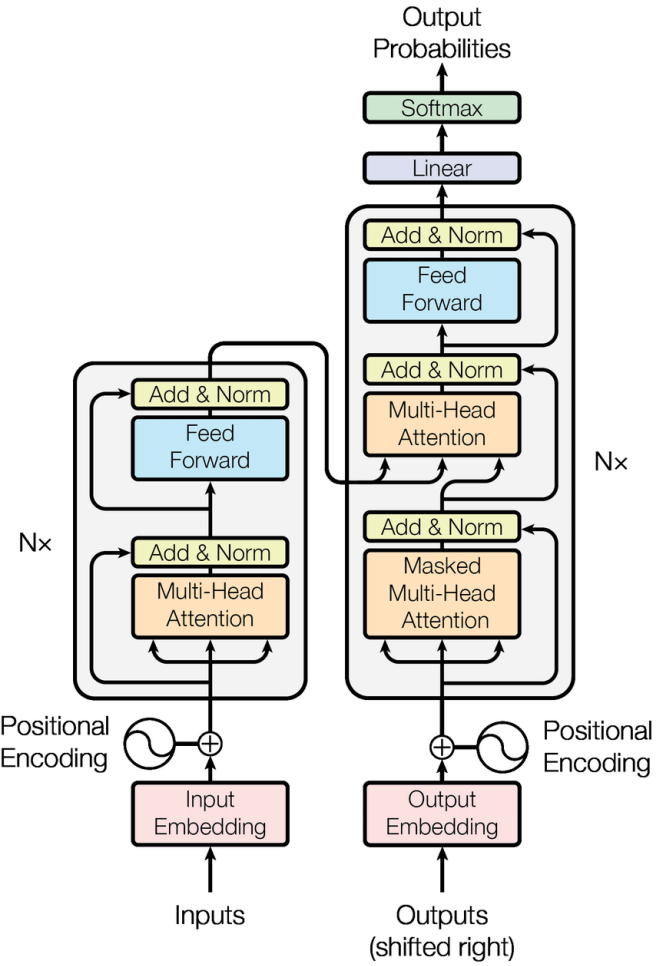 Output
Probabilities
Softmax
Linear
Add & Norm
Feed
Forward
Add & Norm
Multi-Head
Attention
Add & Norm
Masked
Multi-Head
Attention
N×
Add & Norm
Feed
Forward
Add & Norm
Multi-Head
Attention
N×
Positional
Encoding
Positional
Encoding
Input
Embedding
Output
Embedding
Inputs
Outputs
(shifted right)